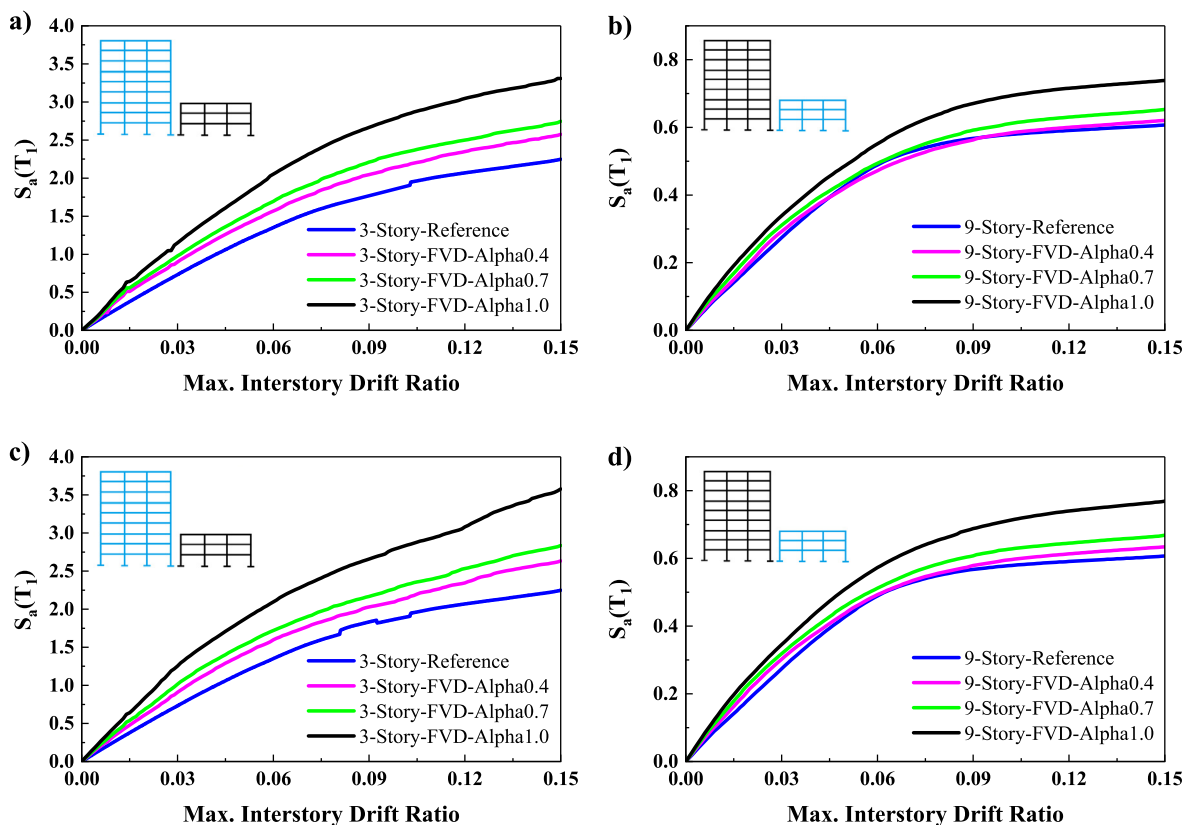 a)
4.0
3.5
3.0
2.5
2.0
1.5
1.0
0.5
0.0
Sa(T1)
3-Story-Reference
3-Story-FVD-Alpha0.4
3-Story-FVD-Alpha0.7
3-Story-FVD-Alpha1.0
0.00 0.03 0.06 0.09 0.12 0.15
Max. Interstory Drift Ratio
b)
0.8
0.6
0.4
0.2
0.0
Sa(T1)
9-Story-Reference
9-Story-FVD-Alpha0.4
9-Story-FVD-Alpha0.7
9-Story-FVD-Alpha1.0
0.00 0.03 0.06 0.09 0.12 0.15
Max. Interstory Drift Ratio
c)
4.0
3.5
3.0
2.5
2.0
1.5
1.0
0.5
0.0
Sa(T1)
3-Story-Reference
3-Story-FVD-Alpha0.4
3-Story-FVD-Alpha0.7
3-Story-FVD-Alpha1.0
0.00 0.03 0.06 0.09 0.12 0.15
Max. Interstory Drift Ratio
d)
0.8
0.6
0.4
0.2
0.0
Sa(T1)
9-Story-Reference
9-Story-FVD-Alpha0.4
9-Story-FVD-Alpha0.7
9-Story-FVD-Alpha1.0
0.00 0.03 0.06 0.09 0.12 0.15
Max. Interstory Drift Ratio